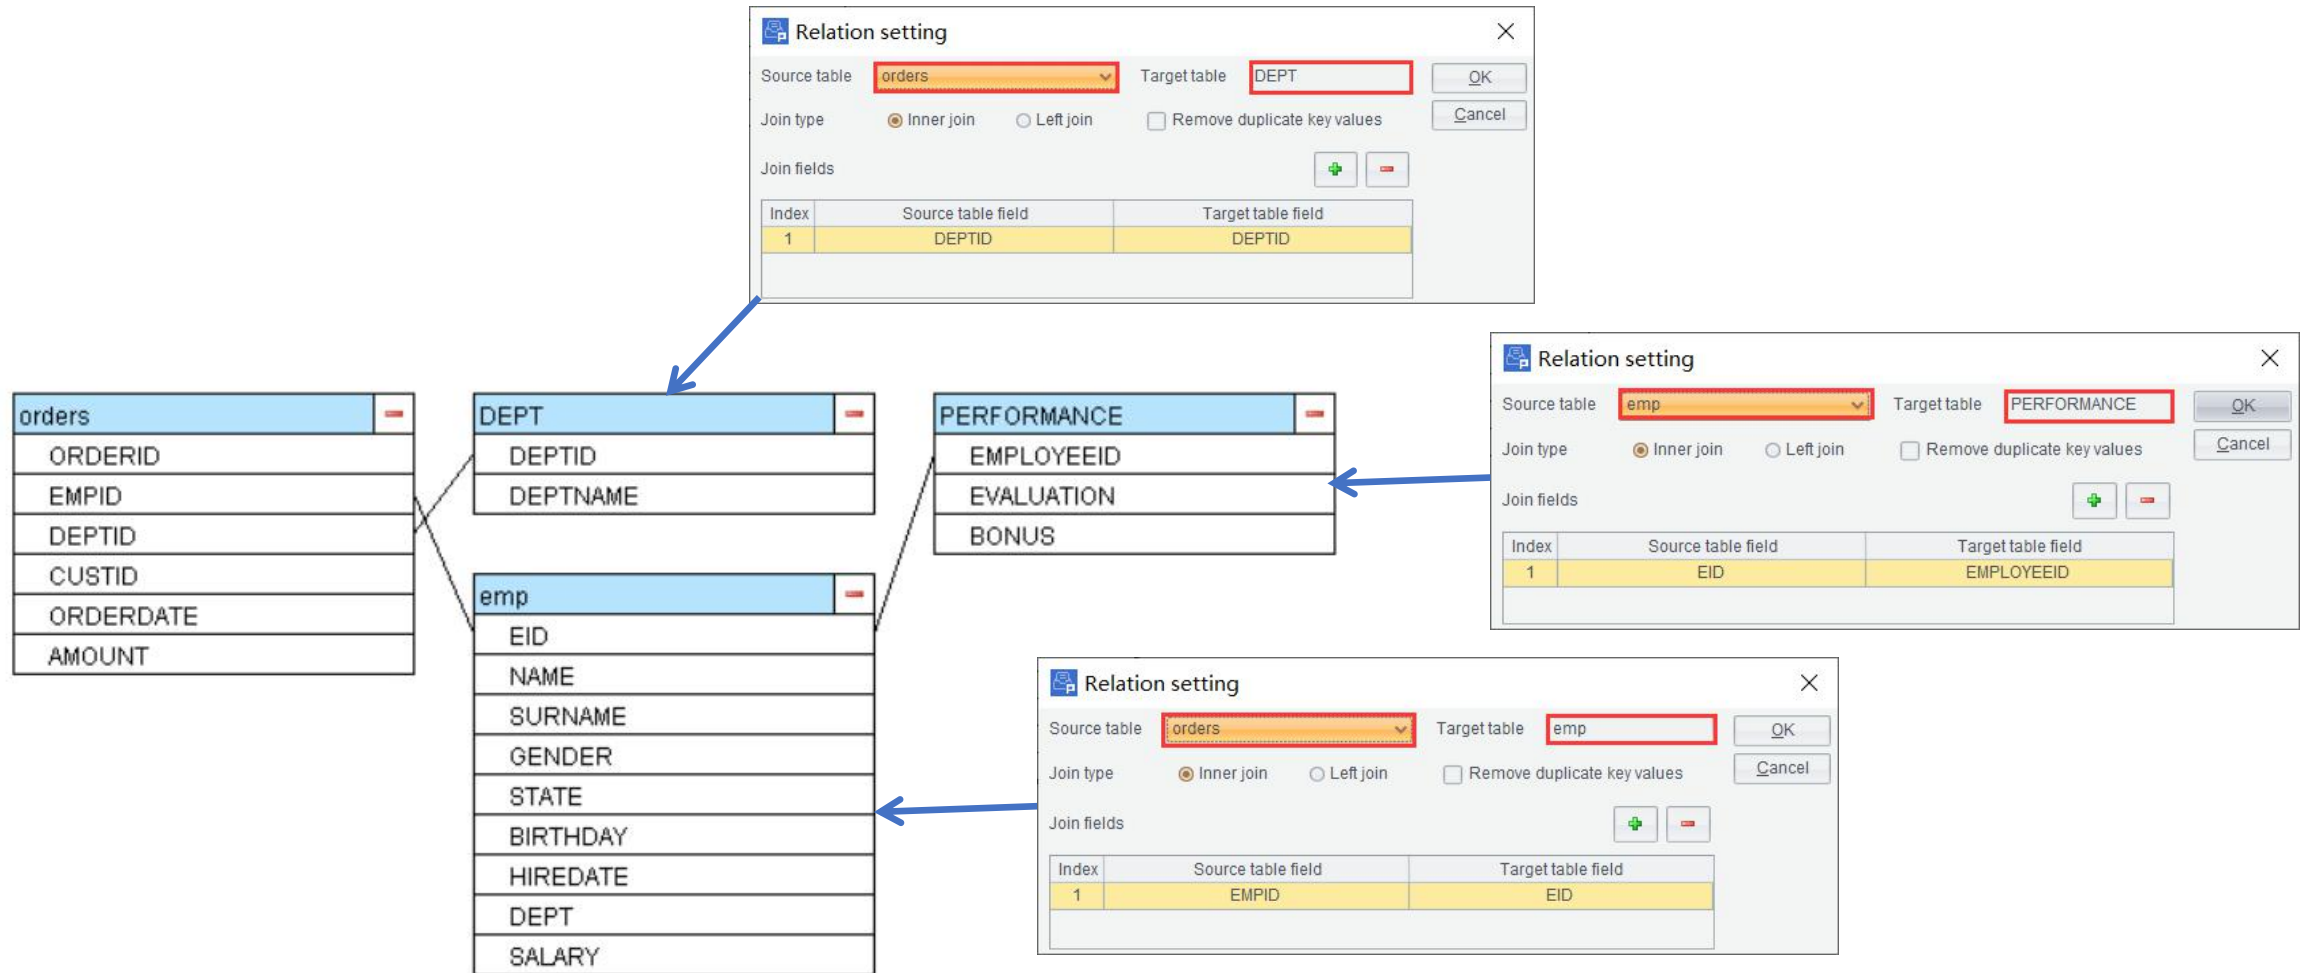 Relation setting
Source table orders Target table DEPT OK
Join type Inner join Left join Remove duplicate key values Cancel
Join fields
Index Source table field Target table field
1 DEPTID DEPTID
orders
ORDERID
EMPID
DEPTID
CUSTID
ORDERDATE
AMOUNT
DEPT
DEPTID
DEPTNAME
emp
EID
NAME
SURNAME
GENDER
STATE
BIRTHDAY
HIREDATE
DEPT
SALARY
PERFORMANCE
EMPLOYEEID
EVALUATION
BONUS
Relation setting
Source table emp Target table PERFORMANCE OK
Join type Inner join Left join Remove duplicate key values Cancel
Join fields
Index Source table field Target table field
1 EID EMPLOYEEID
Relation setting
Source table orders Target table emp OK
Join type Inner join Left join Remove duplicate key values Cancel
Join fields
Index Source table field Target table field
1 EMPID EID